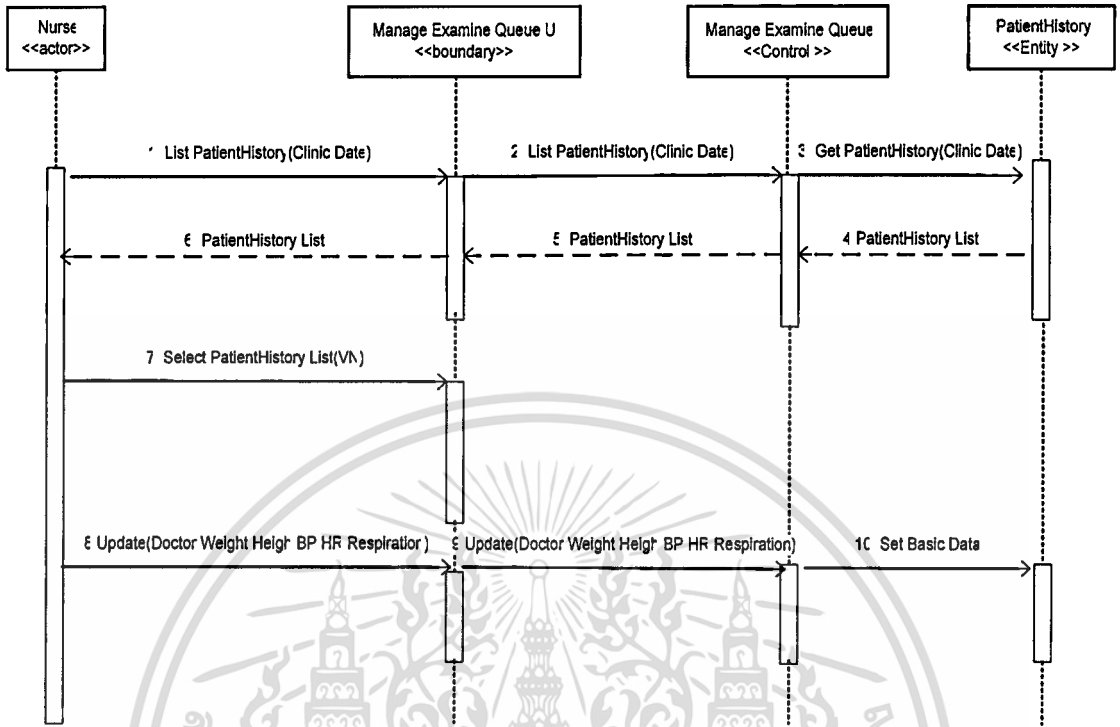 Nurse
<<actor>>
Manage Examine Queue U
<<boundary>>
Manage Examine Queue
<<Control >>
PatientHistory
<<Entity >>
List PatientHistory(Clinic Date)
2 List PatientHistory(Clinic Date)
3 Get PatientHistory(Clinic Date)
6 PatientHistory List
5 PatientHistory List
4 PatientHistory List
7 Select PatientHistory List(VN)
8 Update(Doctor Weight Heigh BP HR Respiration)
9 Update(Doctor Weight Heigh BP HR Respiration)
10 Set Basic Data